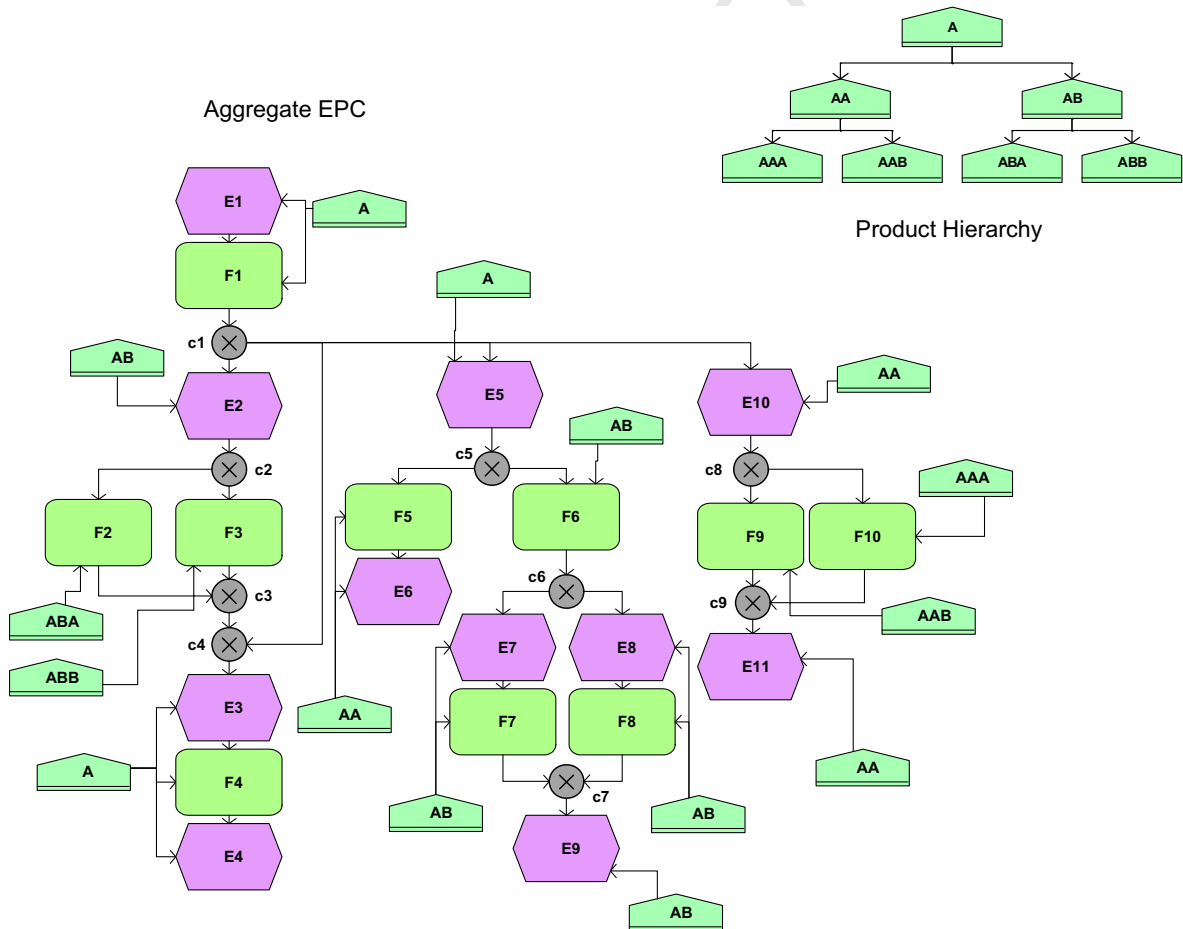 A
Aggregate EPC
AA
AB
AAA
AAB
ABA
ABB
E1
A
Product Hierarchy
F1
A
c1
AB
AA
E2
E5
E10
AB
c2
c5
c8
AAA
F2
F3
F5
F6
F9
F10
c3
E6
c6
c9
ABA
AAB
c4
E7
E8
E11
ABB
E3
AA
F7
F8
A
F4
c7
AA
AB
AB
E4
E9
AB